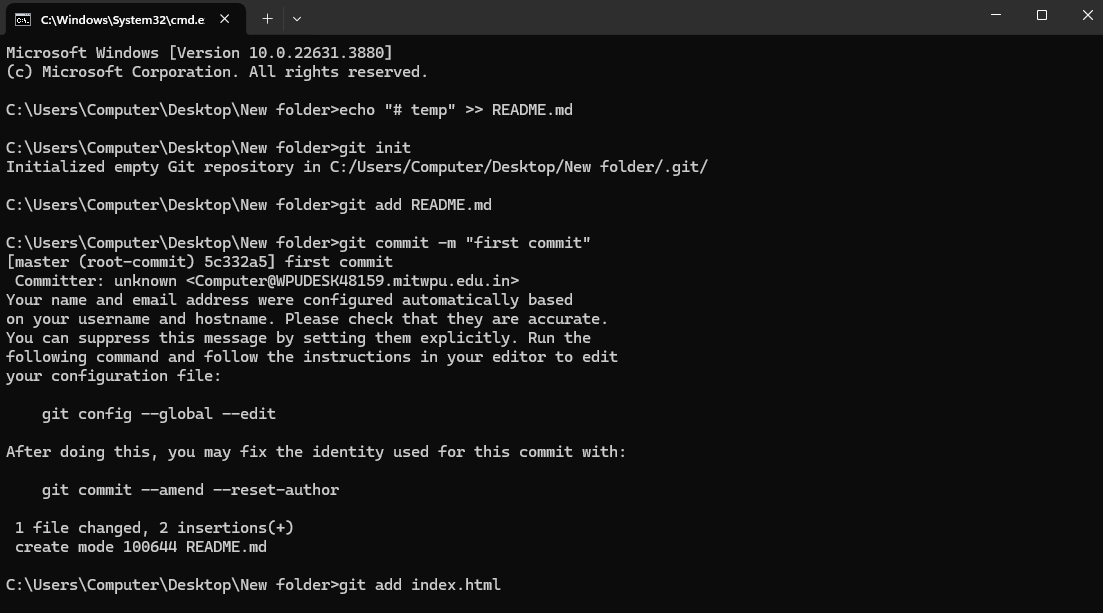 C:\Windows\System32\cmd.e
Microsoft Windows [Version 10.0.22631.3880]
(c) Microsoft Corporation. All rights reserved.
C:\Users\Computer\Desktop\New folder>echo "# temp" >> README.md
C:\Users\Computer\Desktop\New folder>git init
Initialized empty Git repository in C:/Users/Computer/Desktop/New folder/.git/
C:\Users\Computer\Desktop\New folder>git add README.md
C:\Users\Computer\Desktop\New folder>git commit -m "first commit"
[master (root-commit) 5c332a5] first commit
Committer: unknown <Computer@WPUDESK48159.mitwpu.edu.in>
Your name and email address were configured automatically based
on your username and hostname. Please check that they are accurate.
You can suppress this message by setting them explicitly. Run the
following command and follow the instructions in your editor to edit
your configuration file:
git config --global --edit
After doing this, you may fix the identity used for this commit with:
git commit --amend --reset-author
1 file changed, 2 insertions(+)
create mode 100644 README.md
C:\Users\Computer\Desktop\New folder>git add index.html